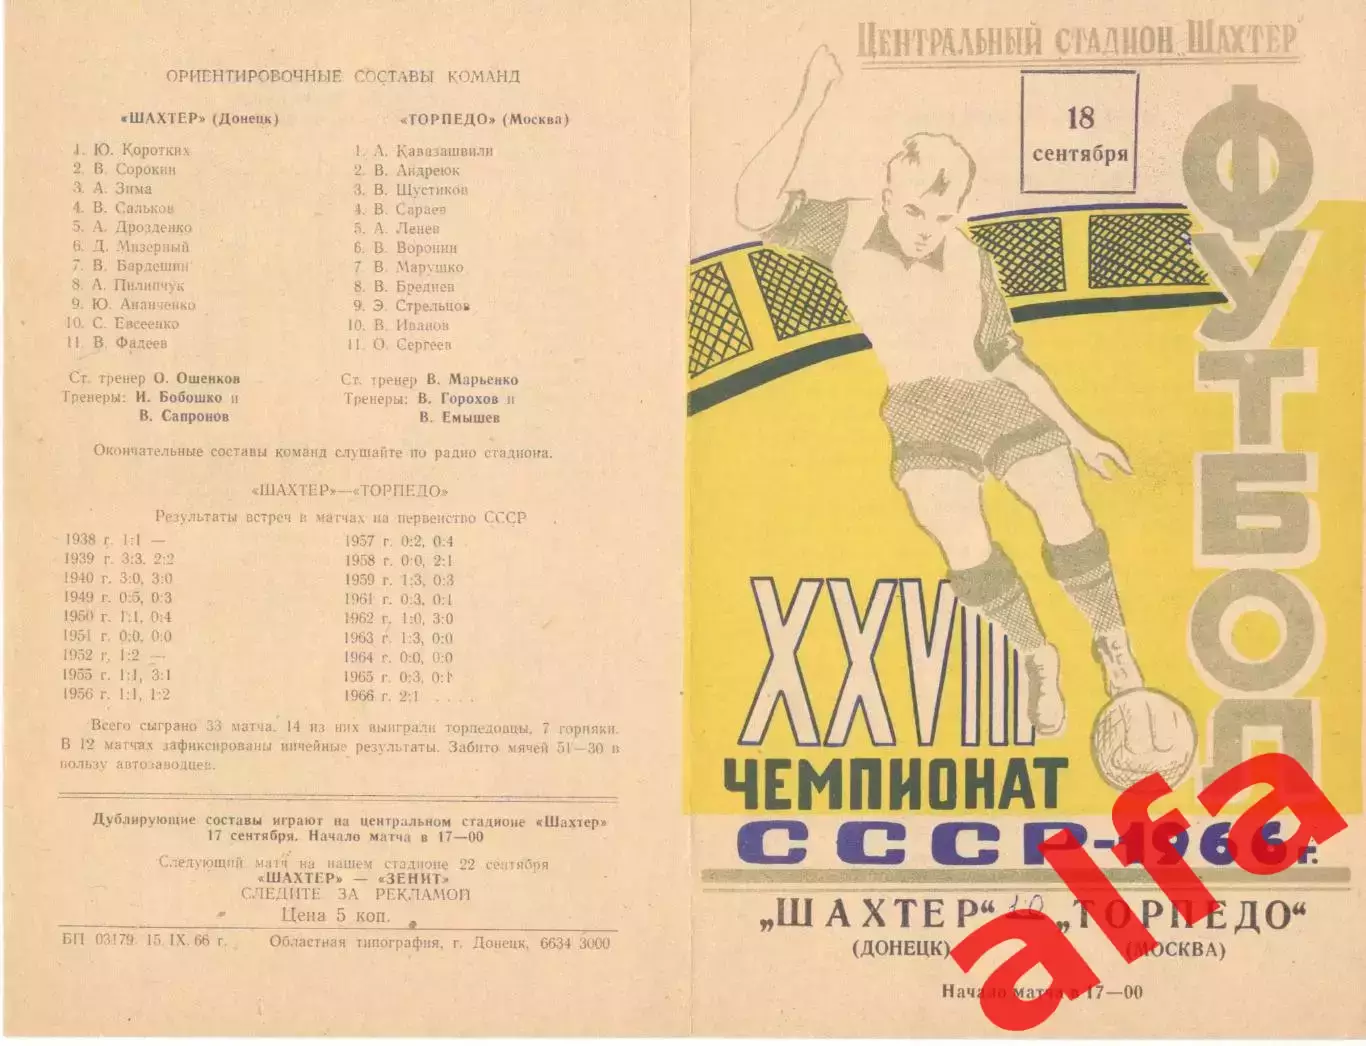 ОРИЕНТИРОВОЧНЫЕ СОСТАВЫ КОМАНД
«ШАХТЕР» (Донецк)
1. Ю. Коротких
2. В. Сорокин
3. А. Зима
4. В. Сальков
5. А. Дрозденко
6. Д. Мизерный
7. В. Бардешин
8. А. Пилипчук
9. Ю. Ананченко
10. С. Евсеенко
11. В. Фадеев
Ст. тренер О. Ошенков
Тренеры: И. Бобошко и
В. Сапронов
«ТОРПЕДО» (Москва)
1. А. Кавазашвили
2. В. Андреюк
3. В. Шустиков
4. В. Сараев
5. А. Ленев
6. В. Воронин
7. В. Марушко
8. В. Бреднев
9. Э. Стрельцов
10. В. Иванов
11. О. Сергеев
Ст. тренер В. Марьенко
Тренеры: В. Горохов и
В. Емышев
Окончательные составы команд слушайте по радио стадиона.
«ШАХТЕР»—«ТОРПЕДО»
Результаты встреч в матчах на первенство СССР
1938 г. 1:1 —
1939 г. 3:3, 2:2
1940 г. 3:0, 3:0
1949 г. 0:5, 0:3
1950 г. 1:1, 0:4
1951 г. 0:0, 0:0
1952 г, 1:2 —
1955 г. 1:1, 3:1
1956 г. 1:1, 1:2
1957 г. 0:2, 0:4
1958 г. 0:0, 2:1
1959 г. 1:3, 0:3
1961 г. 0:3, 0:1
1962 г. 1:0, 3:0
1963 г. 1:3, 0:0
1964 г. 0:0, 0:0
1965 г. 0:3, 0:1
1966 г. 2:1 . . . .
Всего сыграно 33 матча. 14 из них выиграли торпедовцы, 7 горняки.
В 12 матчах зафиксированы ничейные результаты. Забито мячей 51—30 в
пользу автозаводцев.
Дублирующие составы играют на центральном стадионе «Шахтер»
17 сентября. Начало матча в 17—00
Следующий матч на нашем стадионе 22 сентября
«ШАХТЕР» — «ЗЕНИТ»
СЛЕДИТЕ ЗА РЕКЛАМОЙ
Цена 5 коп.
БП 03179. 15.IX.66 г. Областная типография, г. Донецк, 6634 3000
ЦЕНТРАЛЬНЫЙ СТАДИОН „ШАХТЕР"
18
сентября
ФУТБОЛ
XXVIII
ЧЕМПИОНАТ
СССР-1966 г.
„ШАХТЕР" 1:0 „ТОРПЕДО"
(ДОНЕЦК) (МОСКВА)
Начало матча в 17—00
alfa